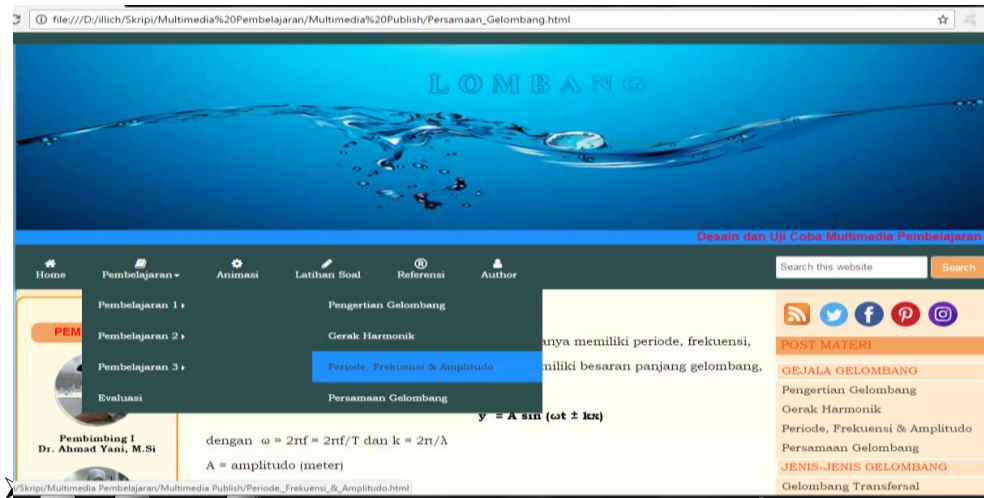 file:///D:/illich/Skripi/Multimedia%20Pembelajaran/Multimedia%20Publish/Persamaan_Gelombang.html
LOMBANG
Desain dan Uji Coba Multimedia Pembelajaran
Home
Pembelajaran
Animasi
Latihan Soal
Referensi
Author
Search this website
Search
Pembelajaran 1
Pembelajaran 2
Pembelajaran 3
Evaluasi
Pengertian Gelombang
Gerak Harmonik
Periode, Frekuensi & Amplitudo
Persamaan Gelombang
PEM
Pembimbing I
Dr. Ahmad Yani, M.Si
anya memiliki periode, frekuensi,
miliki besaran panjang gelombang,
y = A sin (ωt ± kx)
dengan ω = 2πf = 2πf/T dan k = 2π/λ
A = amplitudo (meter)
POST MATERI
GEJALA GELOMBANG
Pengertian Gelombang
Gerak Harmonik
Periode, Frekuensi & Amplitudo
Persamaan Gelombang
JENIS-JENIS GELOMBANG
Gelombang Transfersal
/Skripi/Multimedia Pembelajaran/Multimedia Publish/Periode_Frekuensi_&_Amplitudo.html